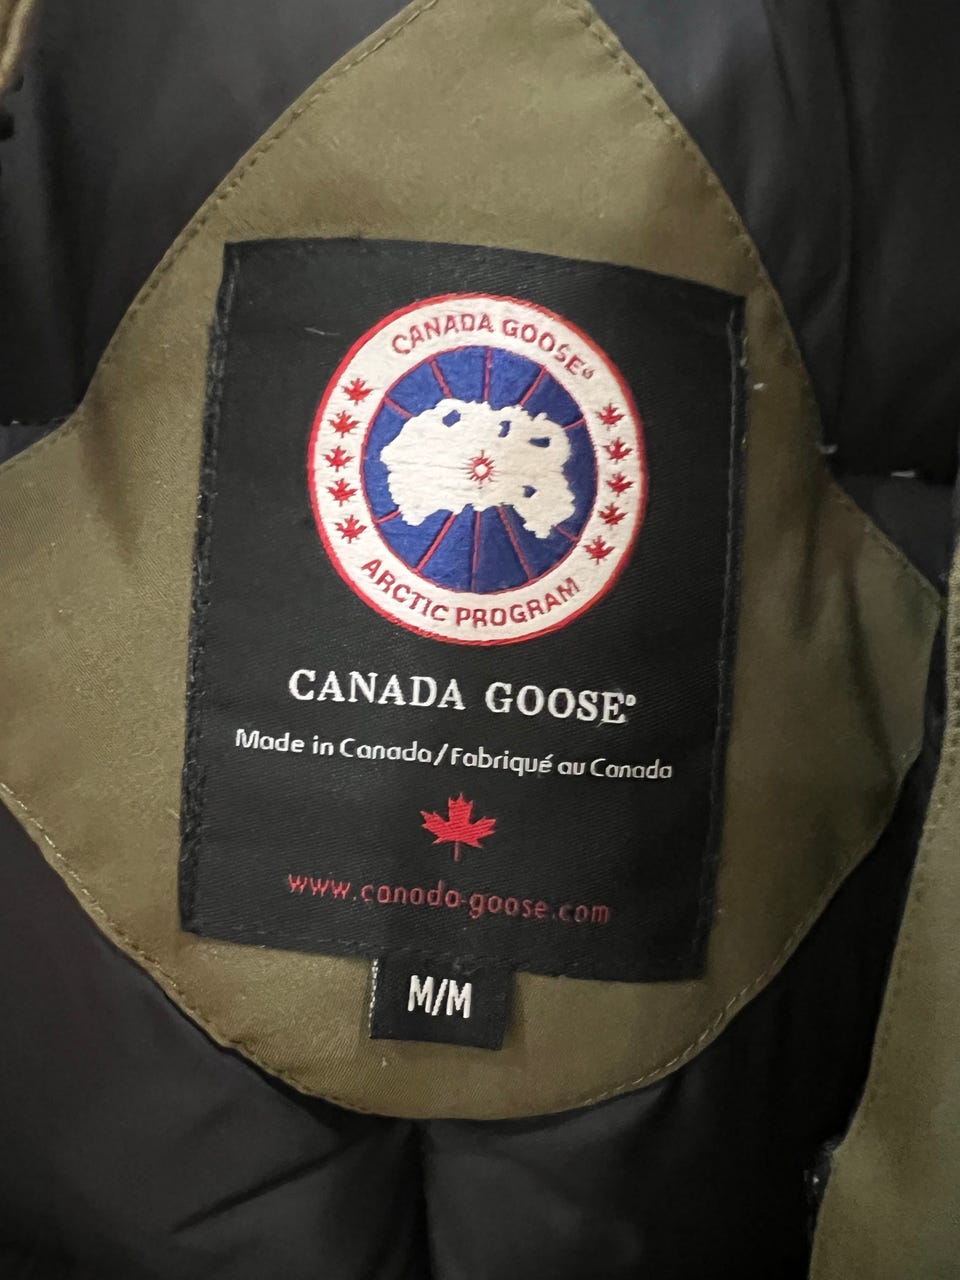 CANADA GOOSE®
ARCTIC PROGRAM
CANADA GOOSE®
Made in Canada/Fabriqué au Canada
www.canada-goose.com
M/M